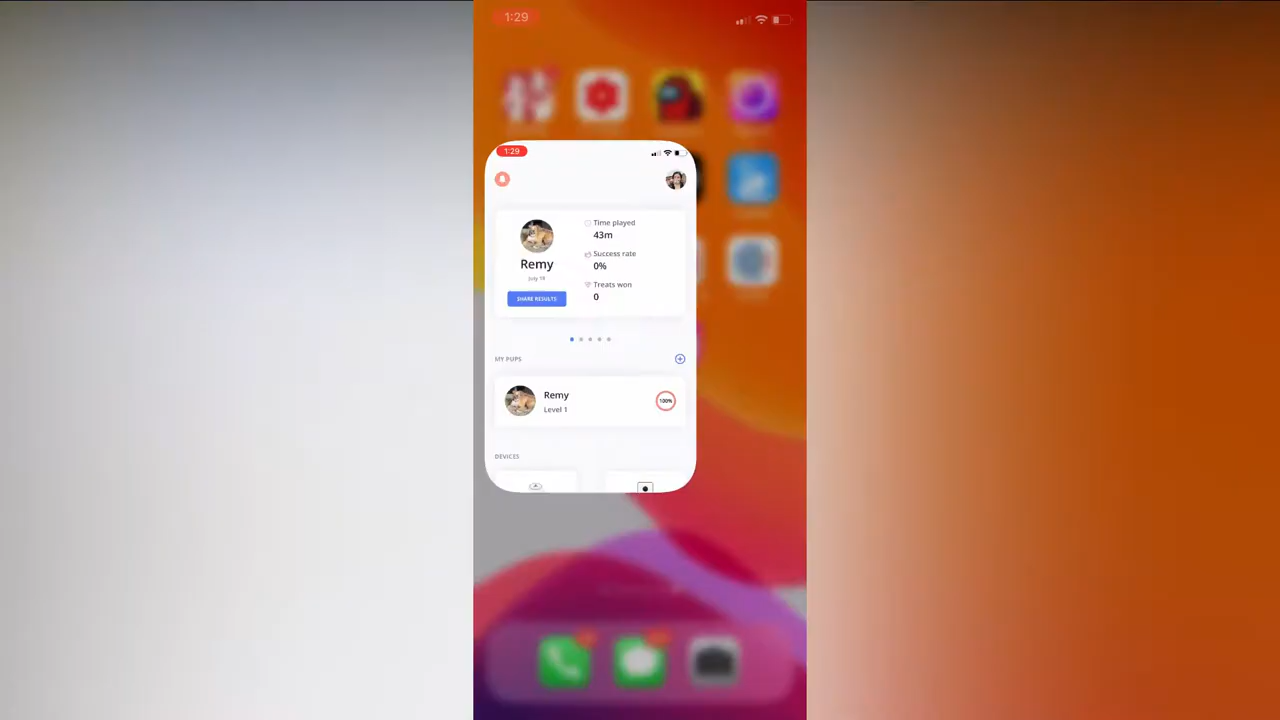 1:29
1:29
Time played
43m
Remy
Success rate
0%
July 18
Treats won
0
SHARE RESULTS
MY PUPS
Remy
Level 1
100%
DEVICES